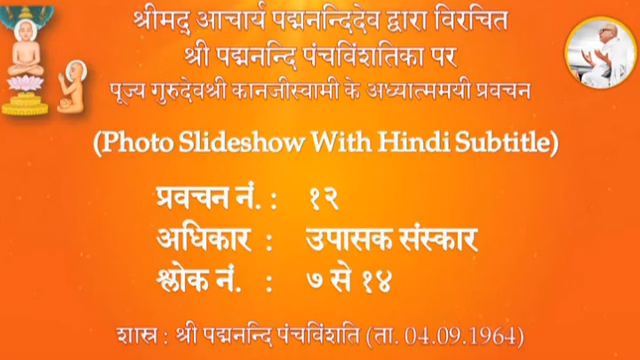 श्रीमद् आचार्य पद्मनन्दिदेव द्वारा विरचित
श्री पद्मनन्दि पंचविंशतिका पर
पूज्य गुरुदेवश्री कानजीस्वामी के अध्यात्ममयी प्रवचन
(Photo Slideshow With Hindi Subtitle)
प्रवचन नं. : १२
अधिकार : उपासक संस्कार
श्लोक नं. : ७ से १४
शास्त्र : श्री पद्मनन्दि पंचविंशति (ता. 04.09.1964)